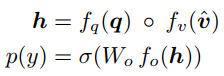 h = f_q(q) ∘ f_v(v̂)
p(y) = σ(W_o f_o(h))